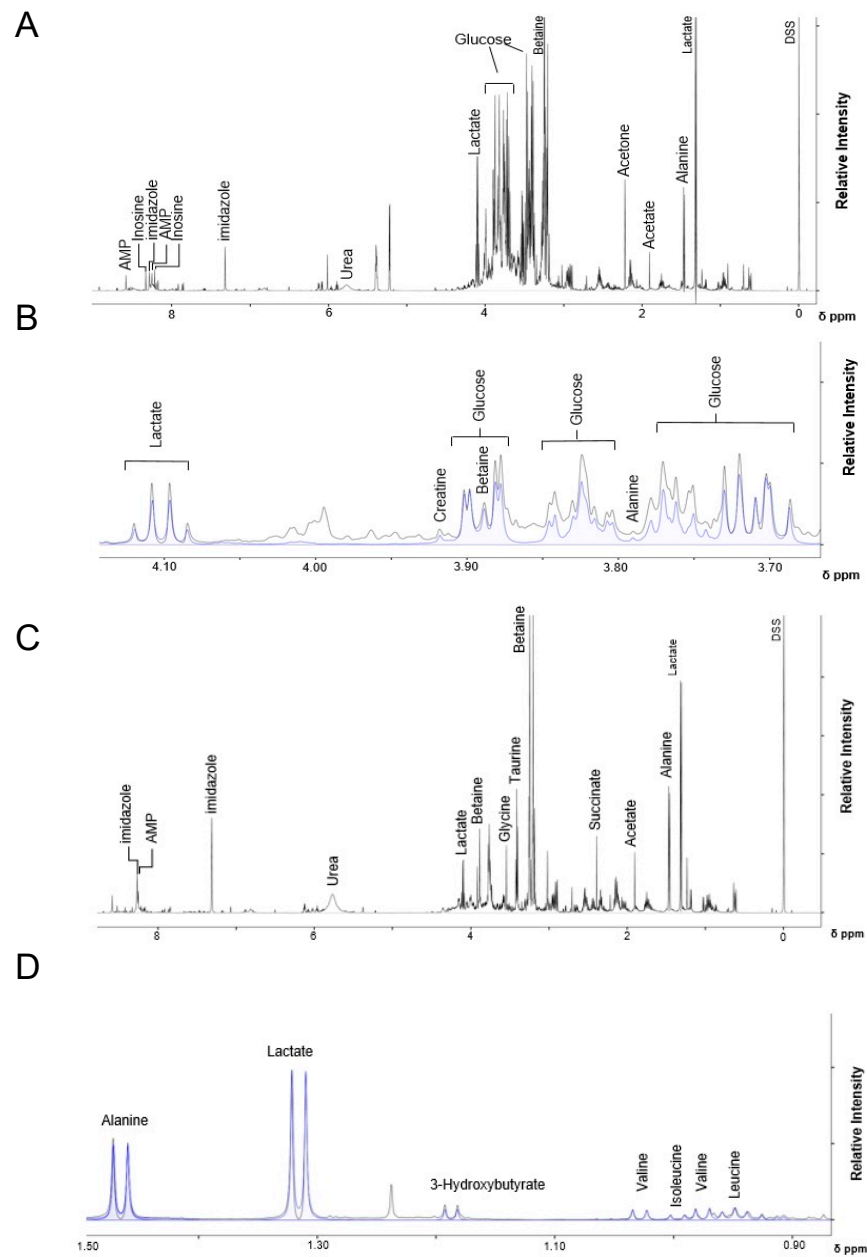 A
Glucose
Betaine
Lactate
DSS
Lactate
Acetone
Alanine
Acetate
AMP
Inosine
imidazole
AMP
Inosine
imidazole
Urea
Relative Intensity
8
6
4
2
0
δ ppm
B
Lactate
Creatine
Glucose
Betaine
Glucose
Alanine
Glucose
Relative Intensity
4.10
4.00
3.90
3.80
3.70
δ ppm
C
imidazole
AMP
imidazole
Urea
Lactate
Betaine
Glycine
Taurine
Betaine
Succinate
Acetate
Alanine
Lactate
DSS
Relative Intensity
8
6
4
2
0
δ ppm
D
Alanine
Lactate
3-Hydroxybutyrate
Valine
Isoleucine
Valine
Leucine
Relative Intensity
1.50
1.30
1.10
0.90
δ ppm